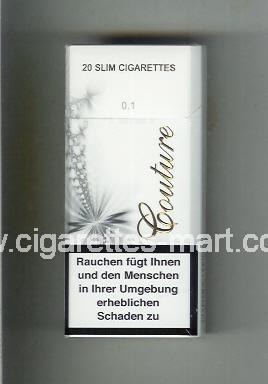 20 SLIM CIGARETTES
0.1
Couture
www.cigarettes-mart.com
Rauchen fügt Ihnen
und den Menschen
in Ihrer Umgebung
erheblichen
Schaden zu